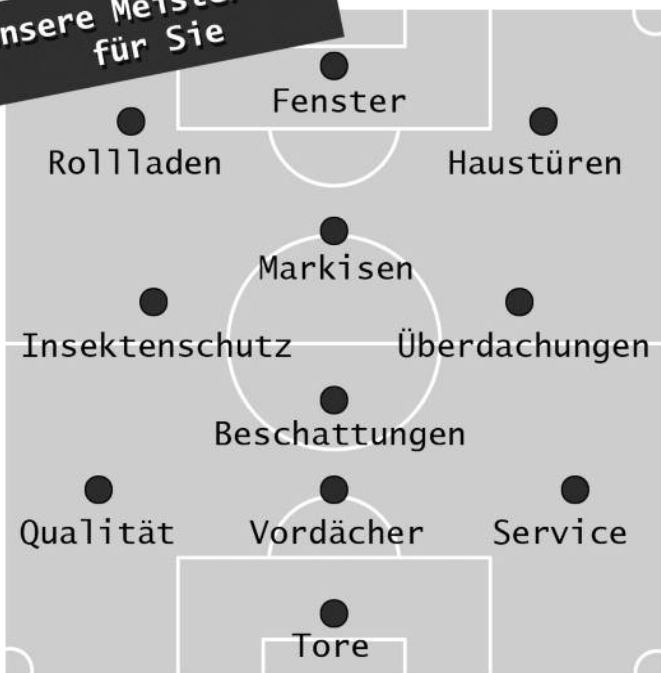 für Sie
Fenster
Rollladen
Haustüren
Markisen
Insektenschutz
Überdachungen
Beschattungen
Qualität
Vordächer
Service
Tore